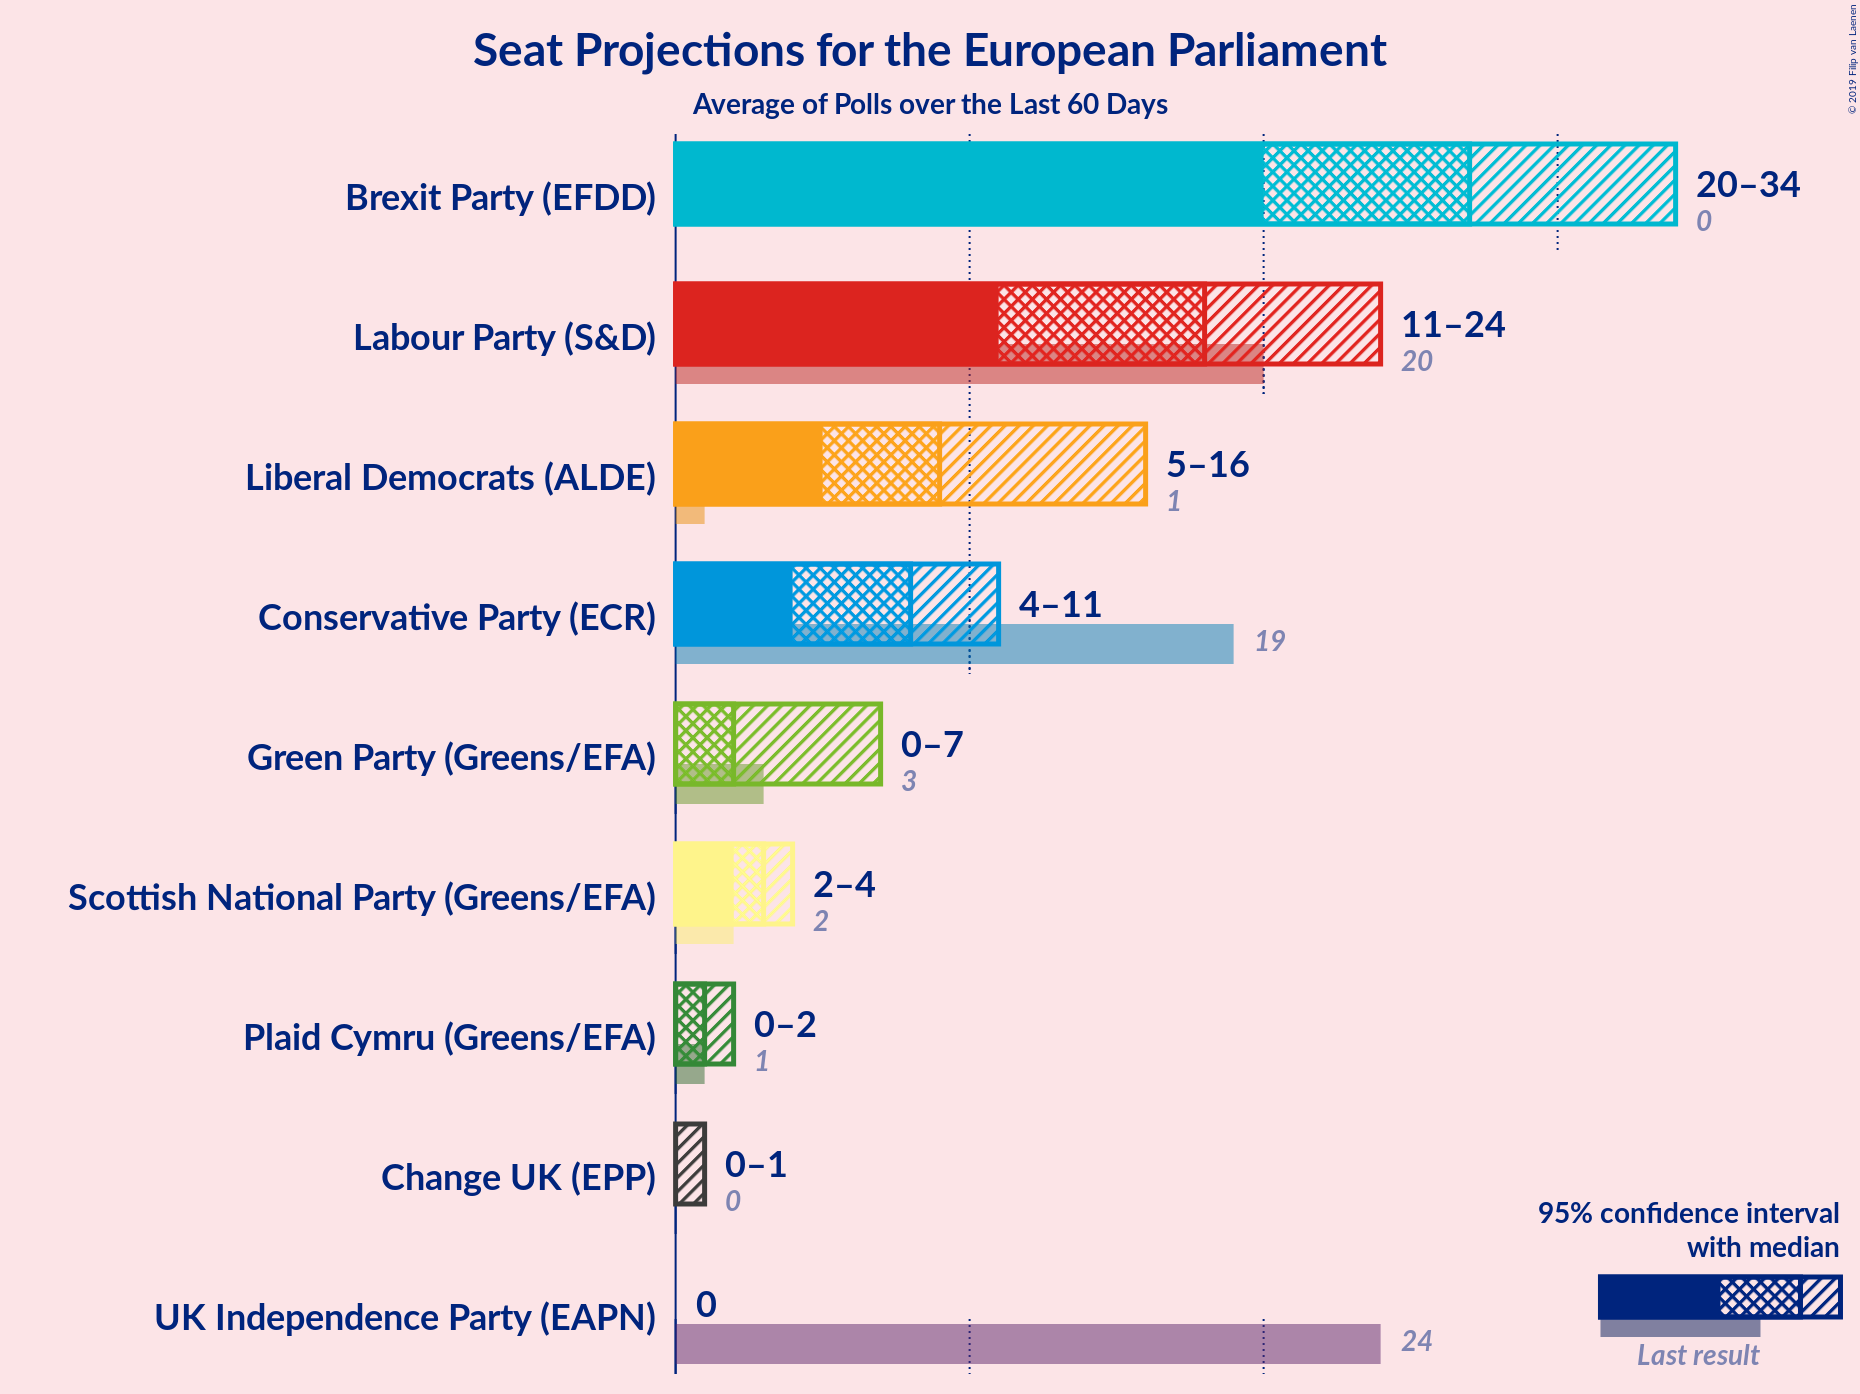 Seat Projections for the European Parliament
Average of Polls over the Last 60 Days
© 2019 Filip van Laenen
Brexit Party (EFDD)
20–34
0
Labour Party (S&D)
11–24
20
Liberal Democrats (ALDE)
5–16
1
Conservative Party (ECR)
4–11
19
Green Party (Greens/EFA)
0–7
3
Scottish National Party (Greens/EFA)
2–4
2
Plaid Cymru (Greens/EFA)
0–2
1
Change UK (EPP)
0–1
0
UK Independence Party (EAPN)
0
24
95% confidence interval
with median
Last result